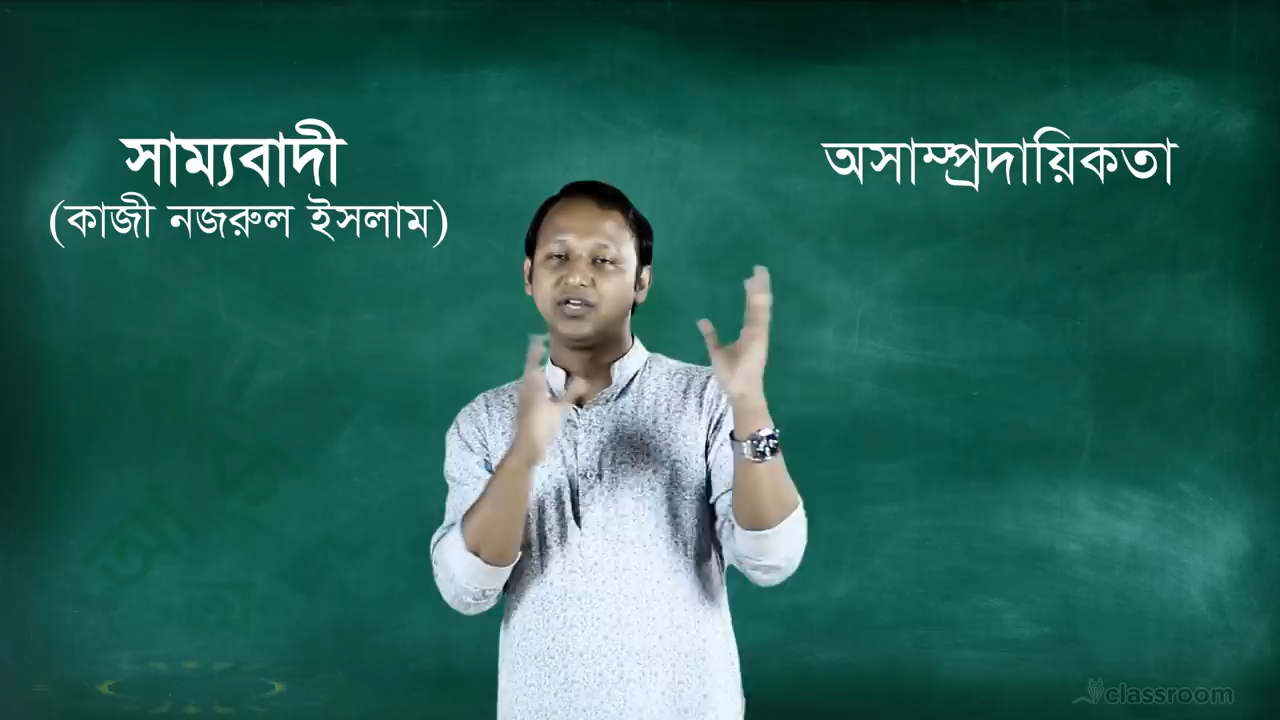 সাম্যবাদী
(কাজী নজরুল ইসলাম)
অসাম্প্রদায়িকতা
classroom